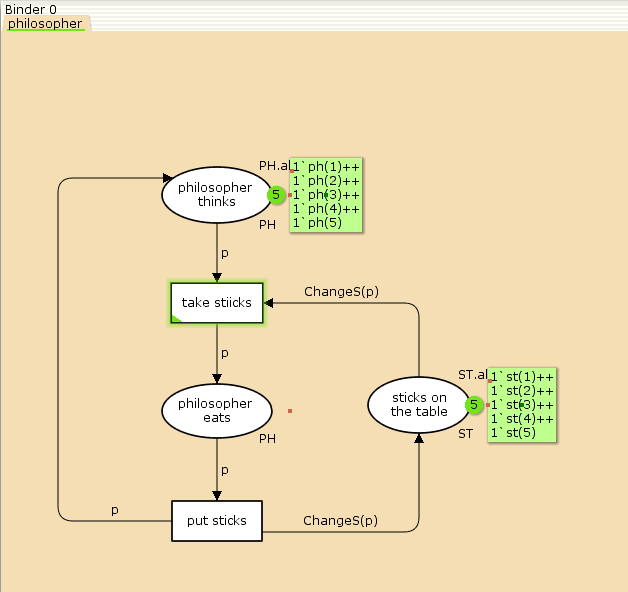 Binder 0
philosopher
PH.al
1`ph(1)++
1`ph(2)++
1`ph(3)++
1`ph(4)++
1`ph(5)
philosopher
thinks
5
PH
p
take stiicks
ChangeS(p)
p
philosopher
eats
PH
ST.al
1`st(1)++
1`st(2)++
1`st(3)++
1`st(4)++
1`st(5)
sticks on
the table
5
ST
p
p
put sticks
ChangeS(p)